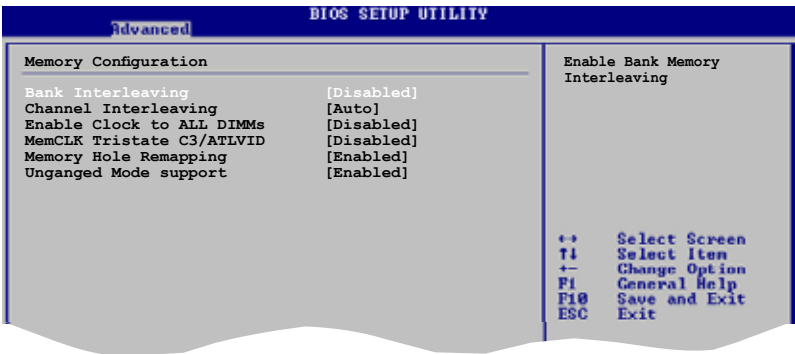 BIOS SETUP UTILITY
Advanced
Memory Configuration
Bank Interleaving [Disabled]
Channel Interleaving [Auto]
Enable Clock to ALL DIMMs [Disabled]
MemCLK Tristate C3/ATLVID [Disabled]
Memory Hole Remapping [Enabled]
Unganged Mode support [Enabled]
Enable Bank Memory
Interleaving
↔ Select Screen
↑↓ Select Item
+- Change Option
F1 General Help
F10 Save and Exit
ESC Exit